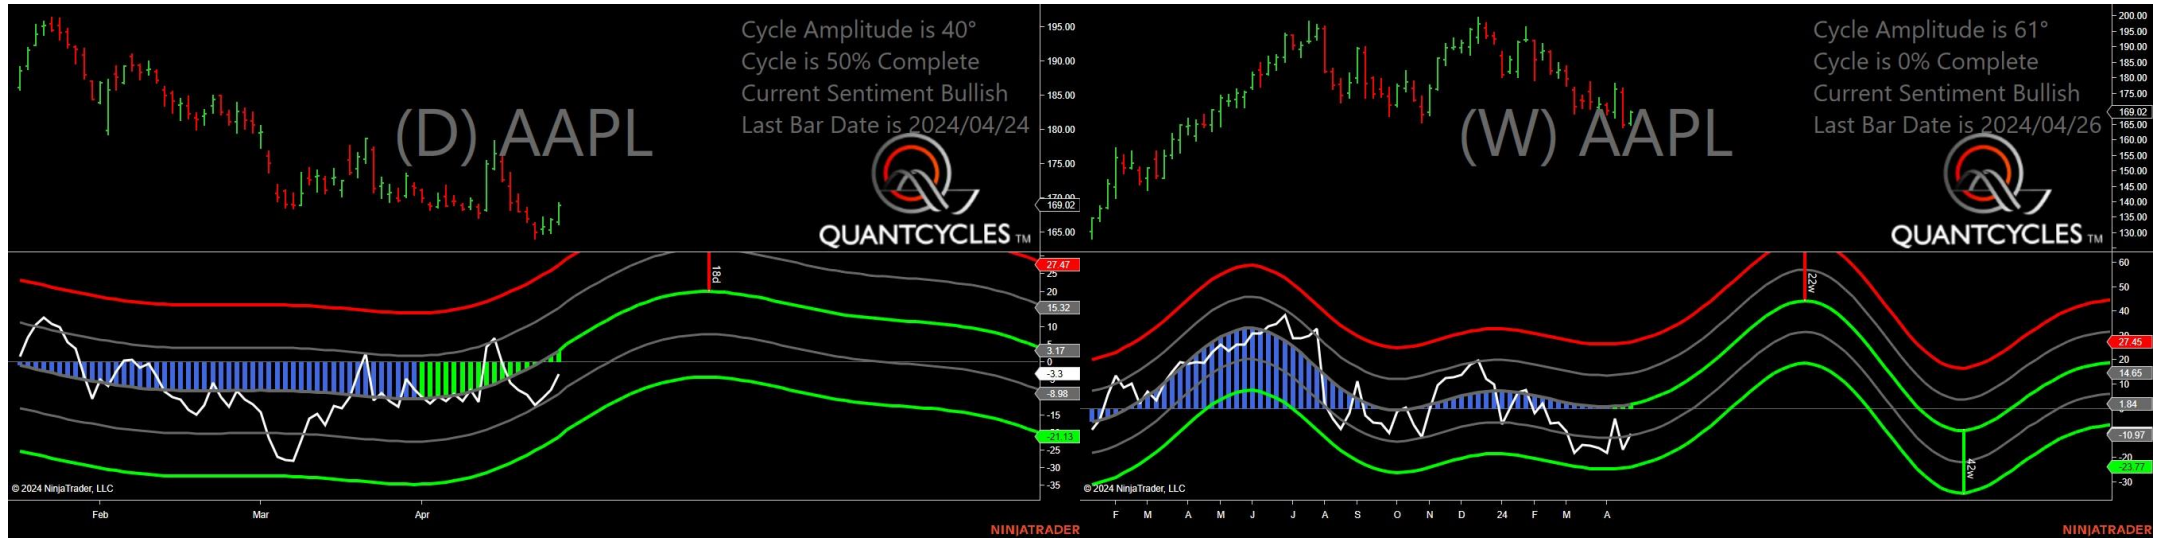 Cycle Amplitude is 40°
Cycle is 50% Complete
Current Sentiment Bullish
Last Bar Date is 2024/04/24
(D) AAPL
QUANTCYCLES TM
195.00
190.00
185.00
180.00
175.00
170.00
169.02
165.00
18d
27.47
25
20
15.32
10
3.17
0
-3.3
-8.98
-15
-21.13
-25
-30
-35
© 2024 NinjaTrader, LLC
Feb Mar Apr
NINJATRADER
Cycle Amplitude is 61°
Cycle is 0% Complete
Current Sentiment Bullish
Last Bar Date is 2024/04/26
(W) AAPL
QUANTCYCLES TM
200.00
195.00
190.00
185.00
180.00
175.00
169.02
165.00
160.00
155.00
150.00
145.00
140.00
135.00
130.00
22w
42w
60
50
40
27.45
20
14.65
10
1.84
-10.97
-20
-23.77
-30
© 2024 NinjaTrader, LLC
F M A M J J A S O N D 24 F M A
NINJATRADER